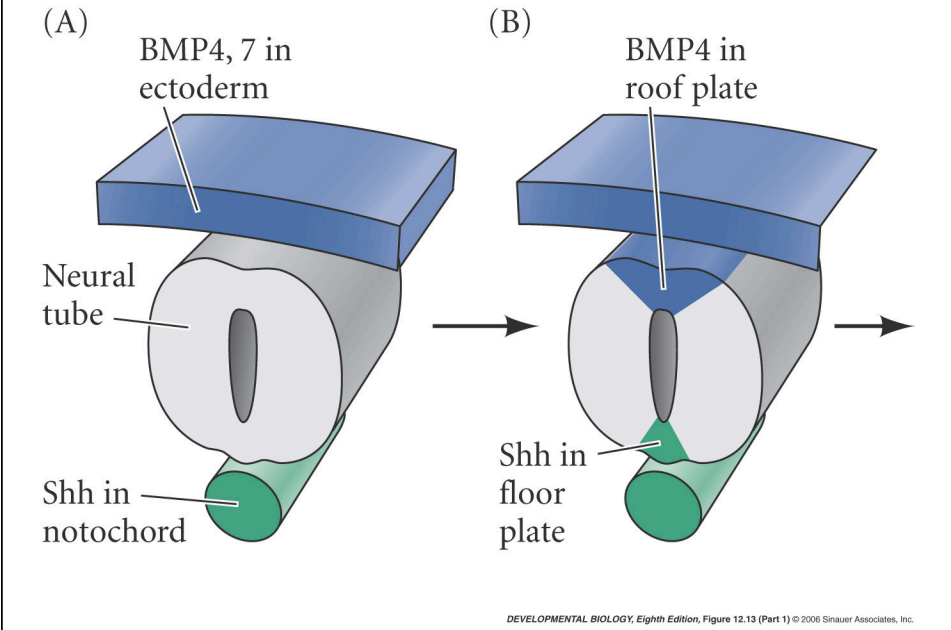 (A)
BMP4, 7 in
ectoderm
Neural
tube
Shh in
notochord
(B)
BMP4 in
roof plate
Shh in
floor
plate
DEVELOPMENTAL BIOLOGY, Eighth Edition, Figure 12.13 (Part 1) © 2006 Sinauer Associates, Inc.